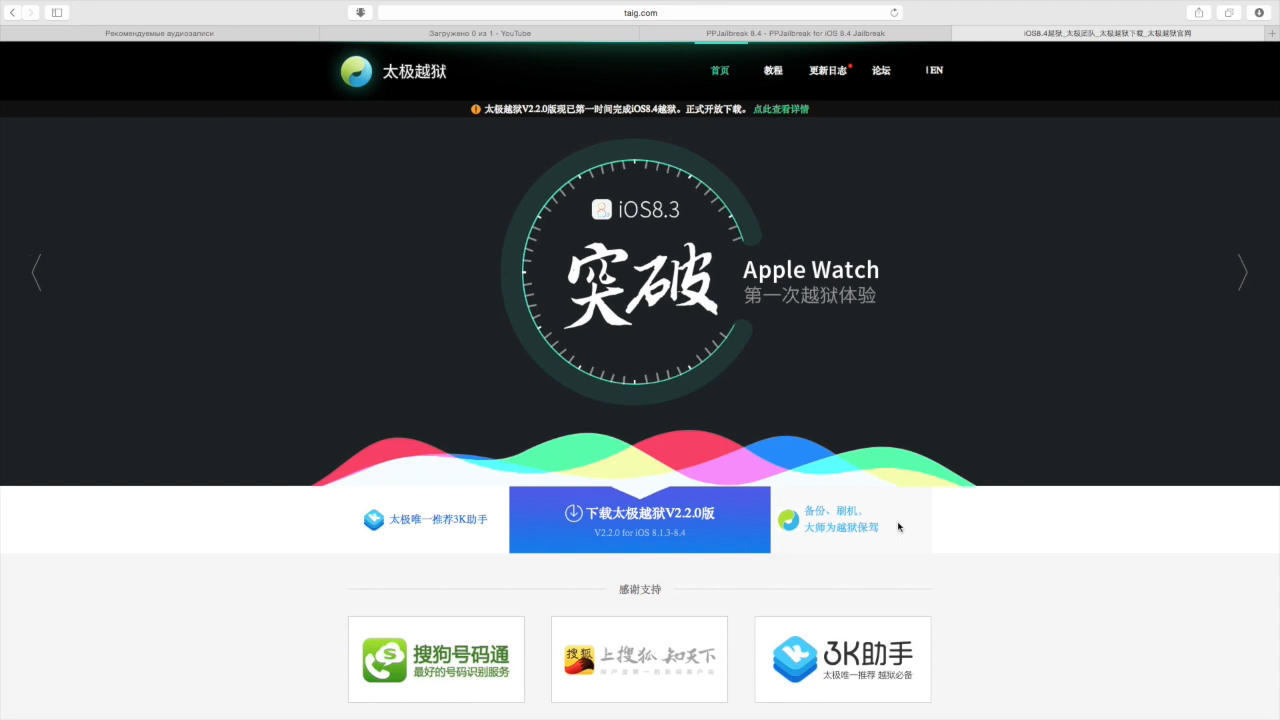 taig.com
Рекомендуемые аудиозаписи
Загружено 0 из 1 - YouTube
PPJailbreak 8.4 - PPJailbreak for iOS 8.4 Jailbreak
iOS8.4越狱_太极团队_太极越狱下载_太极越狱官网
太极越狱
首页
教程
更新日志
论坛
| EN
太极越狱V2.2.0版现已第一时间完成iOS8.4越狱。正式开放下载。 点此查看详情
8 iOS8.3
突破
Apple Watch
第一次越狱体验
太极唯一推荐3K助手
下载太极越狱V2.2.0版
V2.2.0 for iOS 8.1.3-8.4
备份、刷机,
大师为越狱保驾
感谢支持
搜狗号码通
最好的号码识别服务
搜狐
上搜狐 知天下
3K助手
太极唯一推荐 越狱必备